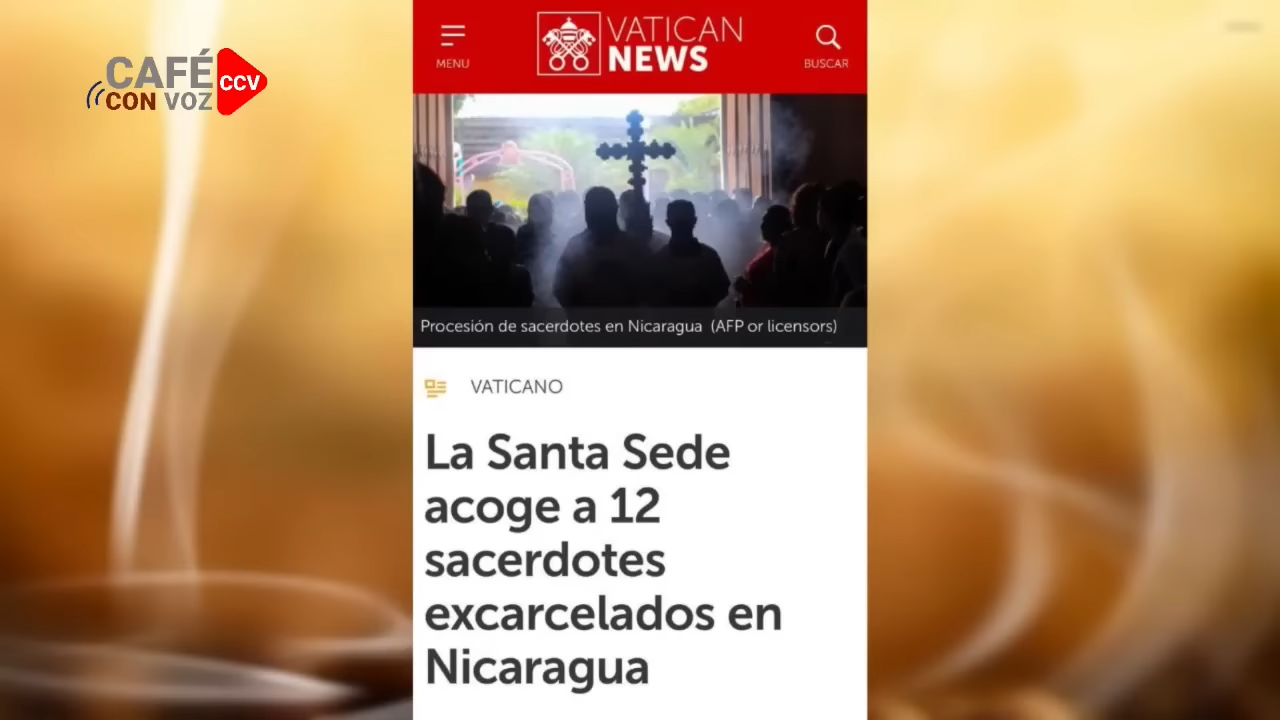 CAFÉ
CON VOZ
CCV
MENU
VATICAN
NEWS
BUSCAR
Procesión de sacerdotes en Nicaragua (AFP or licensors)
VATICANO
La Santa Sede
acoge a 12
sacerdotes
excarcelados en
Nicaragua